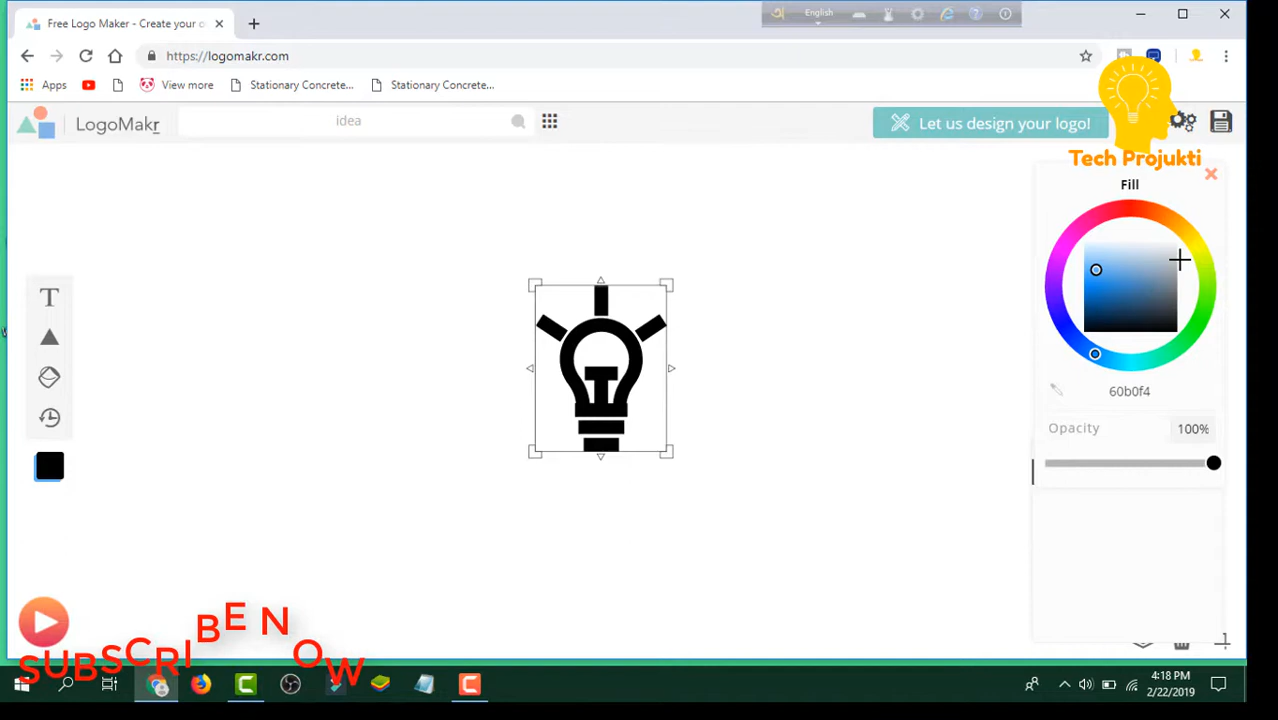 Free Logo Maker - Create your o
English
https://logomakr.com
Apps
View more
Stationary Concrete...
Stationary Concrete...
LogoMakr
idea
Let us design your logo!
Tech Projukti
Fill
T
60b0f4
Opacity
100%
SUBSCRIBE NOW
4:18 PM
2/22/2019